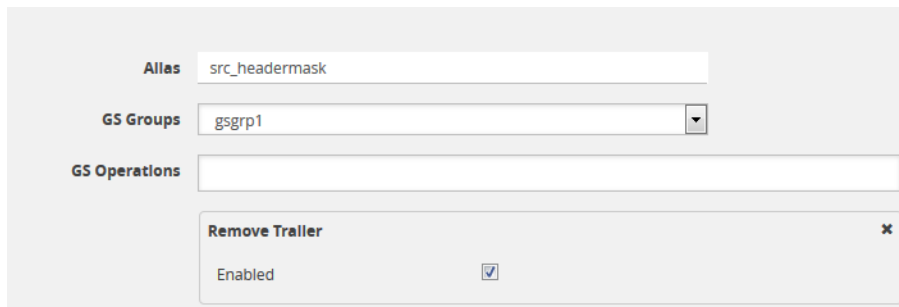 Alias src_headermask
GS Groups gsgrp1
GS Operations
Remove Trailer
Enabled